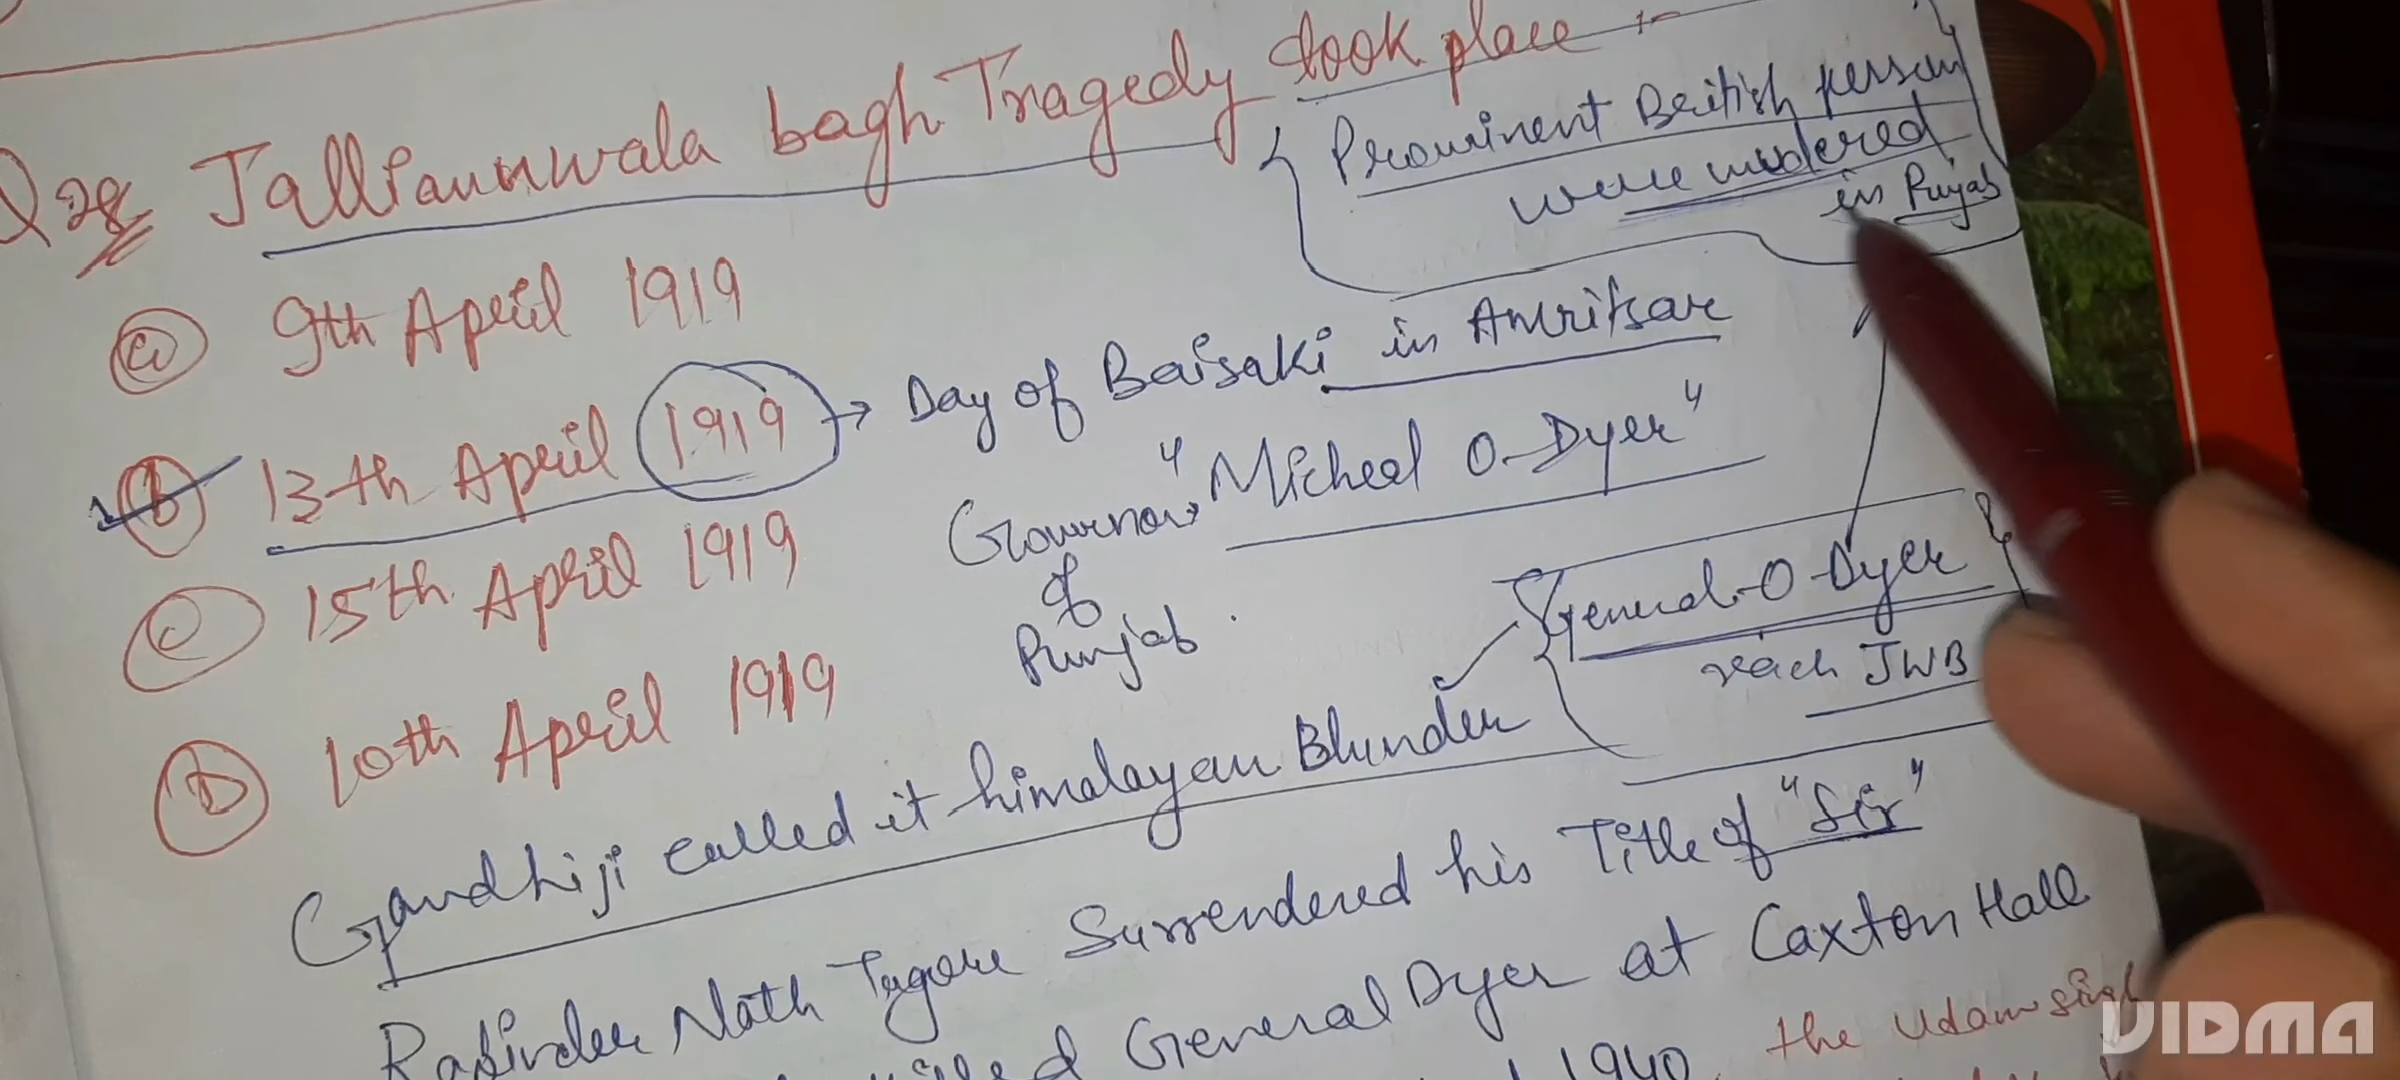 Q28 Jallianwala bagh Tragedy took place :-
{ Prominent British person
were mudered
in Punjab
a 9th April 1919
b 13th April 1919 → Day of Baisaki in Amritsar
Governor "Micheal O-Dyer"
of
Punjab.
c 15th April 1919
General-O-Dyer
reach JWB
D 10th April 1919
Gandhiji called it himalayan Blunder
Rabinder Nath Tagore Surrendered his Title of "Sir"
General Dyer at Caxton Hall
1940, the Udam singh
VIDMA